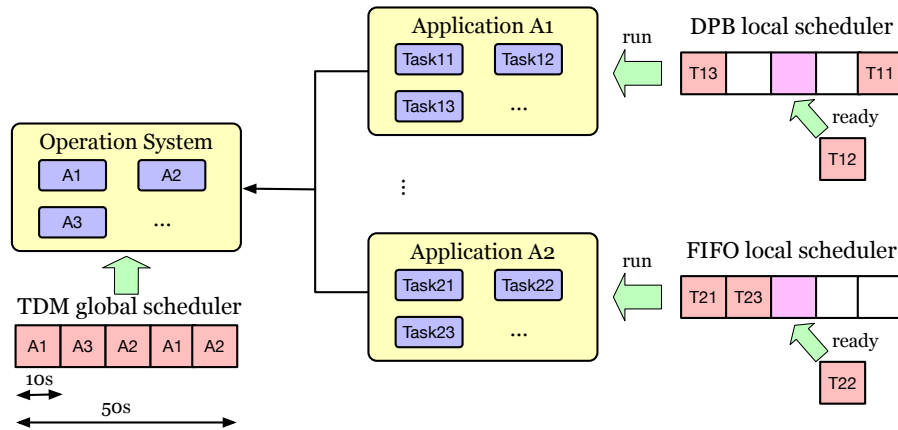 Application A1
Task11
Task12
Task13
...
run
DPB local scheduler
T13
T11
ready
T12
Operation System
A1
A2
A3
...
...
Application A2
Task21
Task22
Task23
...
run
FIFO local scheduler
T21
T23
ready
T22
TDM global scheduler
A1
A3
A2
A1
A2
10s
50s